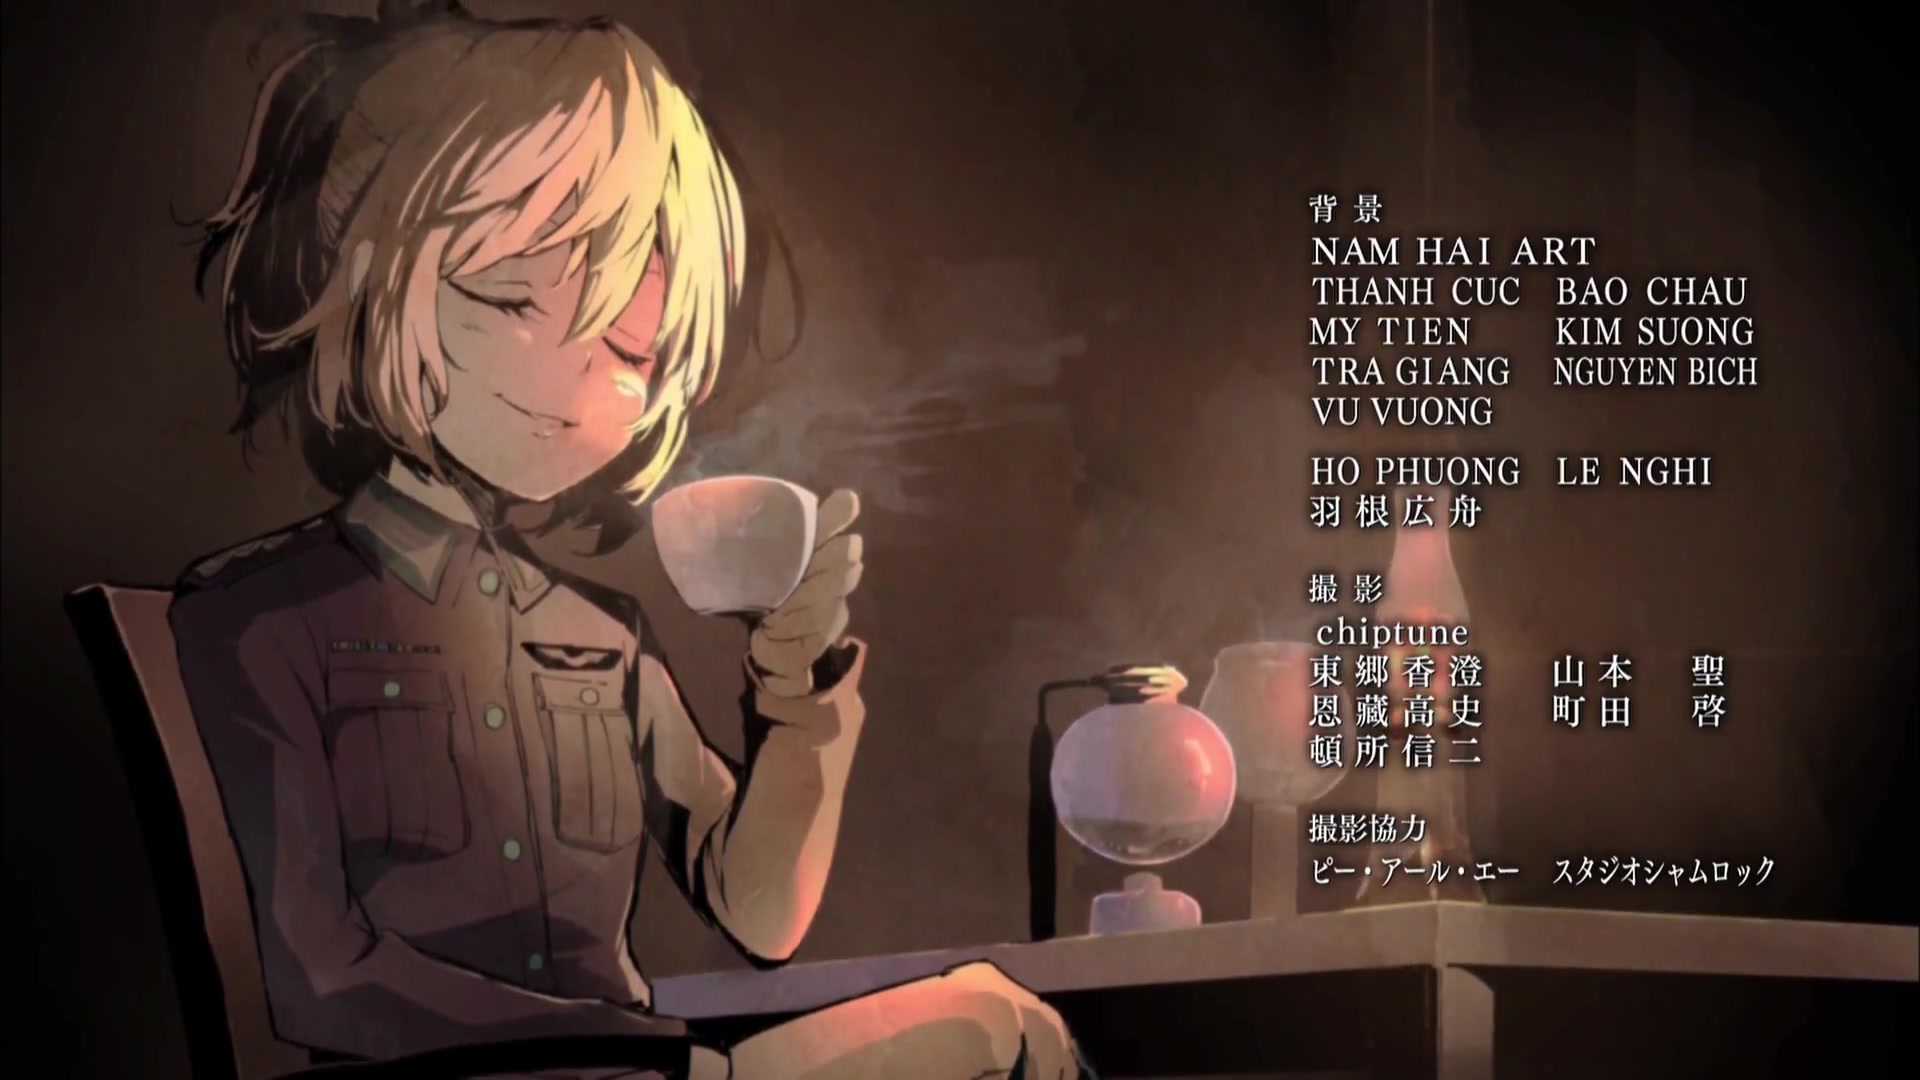 背景
NAM HAI ART
THANH CUC BAO CHAU
MY TIEN KIM SUONG
TRA GIANG NGUYEN BICH
VU VUONG
HO PHUONG LE NGHI
羽根広舟
撮影
chiptune
東郷香澄 山本 聖
恩藏高史 町田 啓
頓所信二
撮影協力
ピー・アール・エー スタジオシャムロック